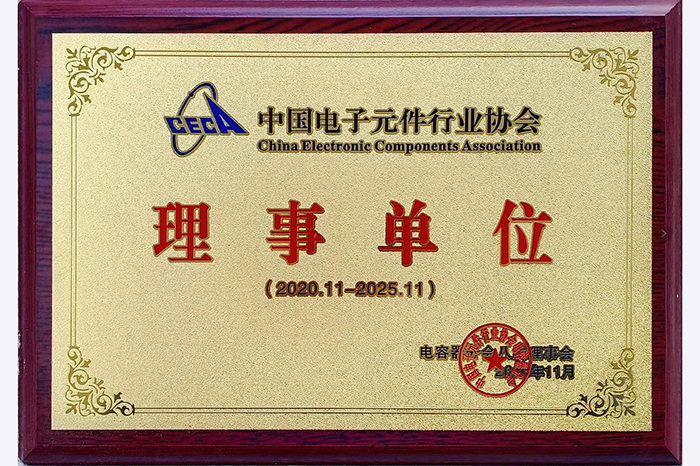 CECA
中国电子元件行业协会
China Electronic Components Association
理事单位
(2020.11-2025.11)
电容器 理事会
年11月